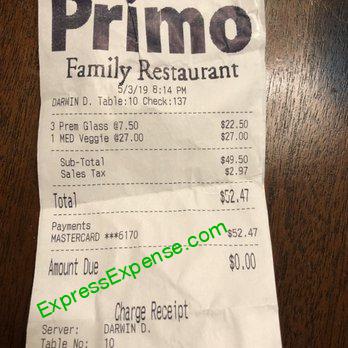 Primo
Family Restaurant
5/3/19 8:14 PM
DARWIN D. Table:10 Check:137
3 Prem Glass @7.50 $22.50
1 MED Veggie @27.00 $27.00
Sub-Total $49.50
Sales Tax $2.97
Total $52.47
Payments
MASTERCARD ***6170 $52.47
Amount Due $0.00
ExpressExpense.com
Charge Receipt
Server: DARWIN D.
Table No: 10